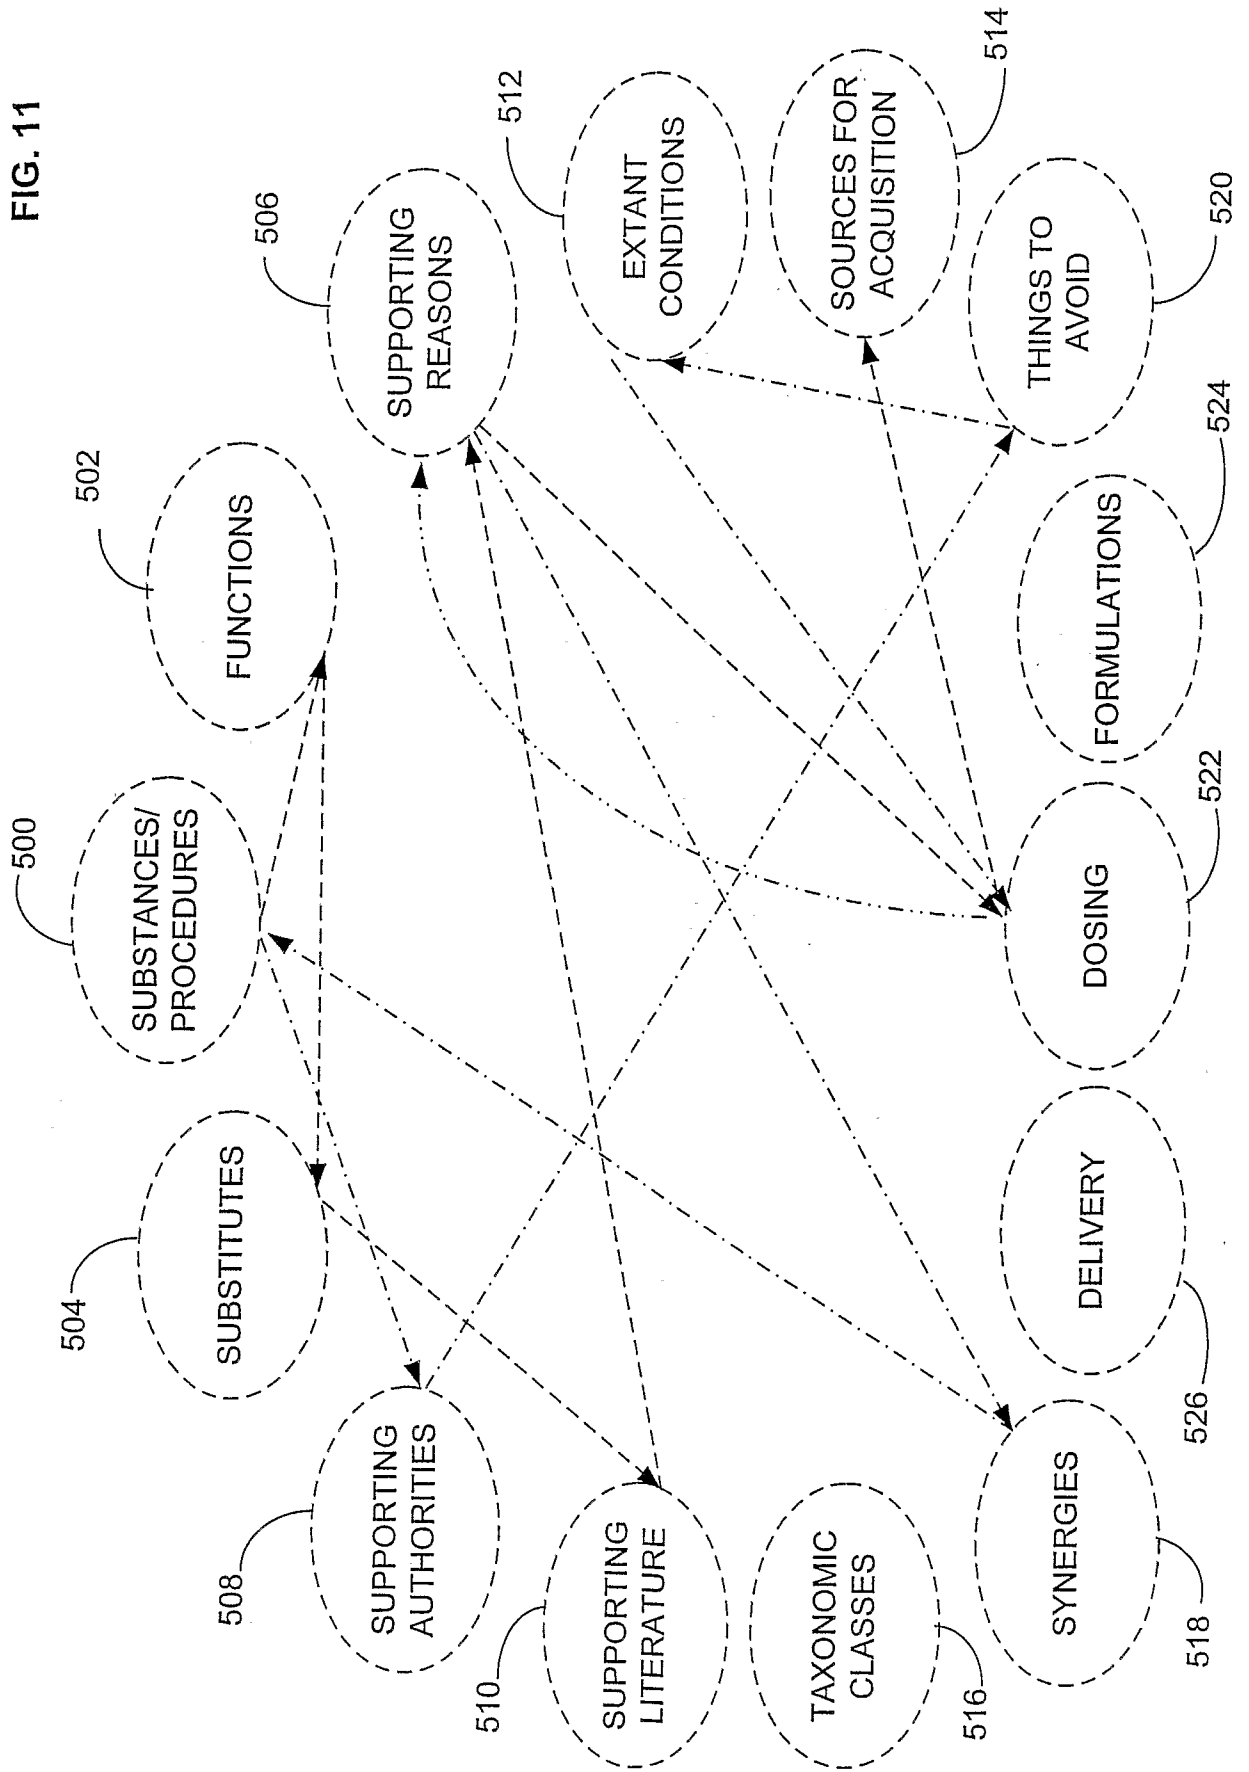 FIG. 11
500
SUBSTANCES/
PROCEDURES
502
FUNCTIONS
504
SUBSTITUTES
506
SUPPORTING
REASONS
508
SUPPORTING
AUTHORITIES
510
SUPPORTING
LITERATURE
512
EXTANT
CONDITIONS
514
SOURCES FOR
ACQUISITION
516
TAXONOMIC
CLASSES
518
SYNERGIES
520
THINGS TO
AVOID
522
DOSING
524
FORMULATIONS
526
DELIVERY